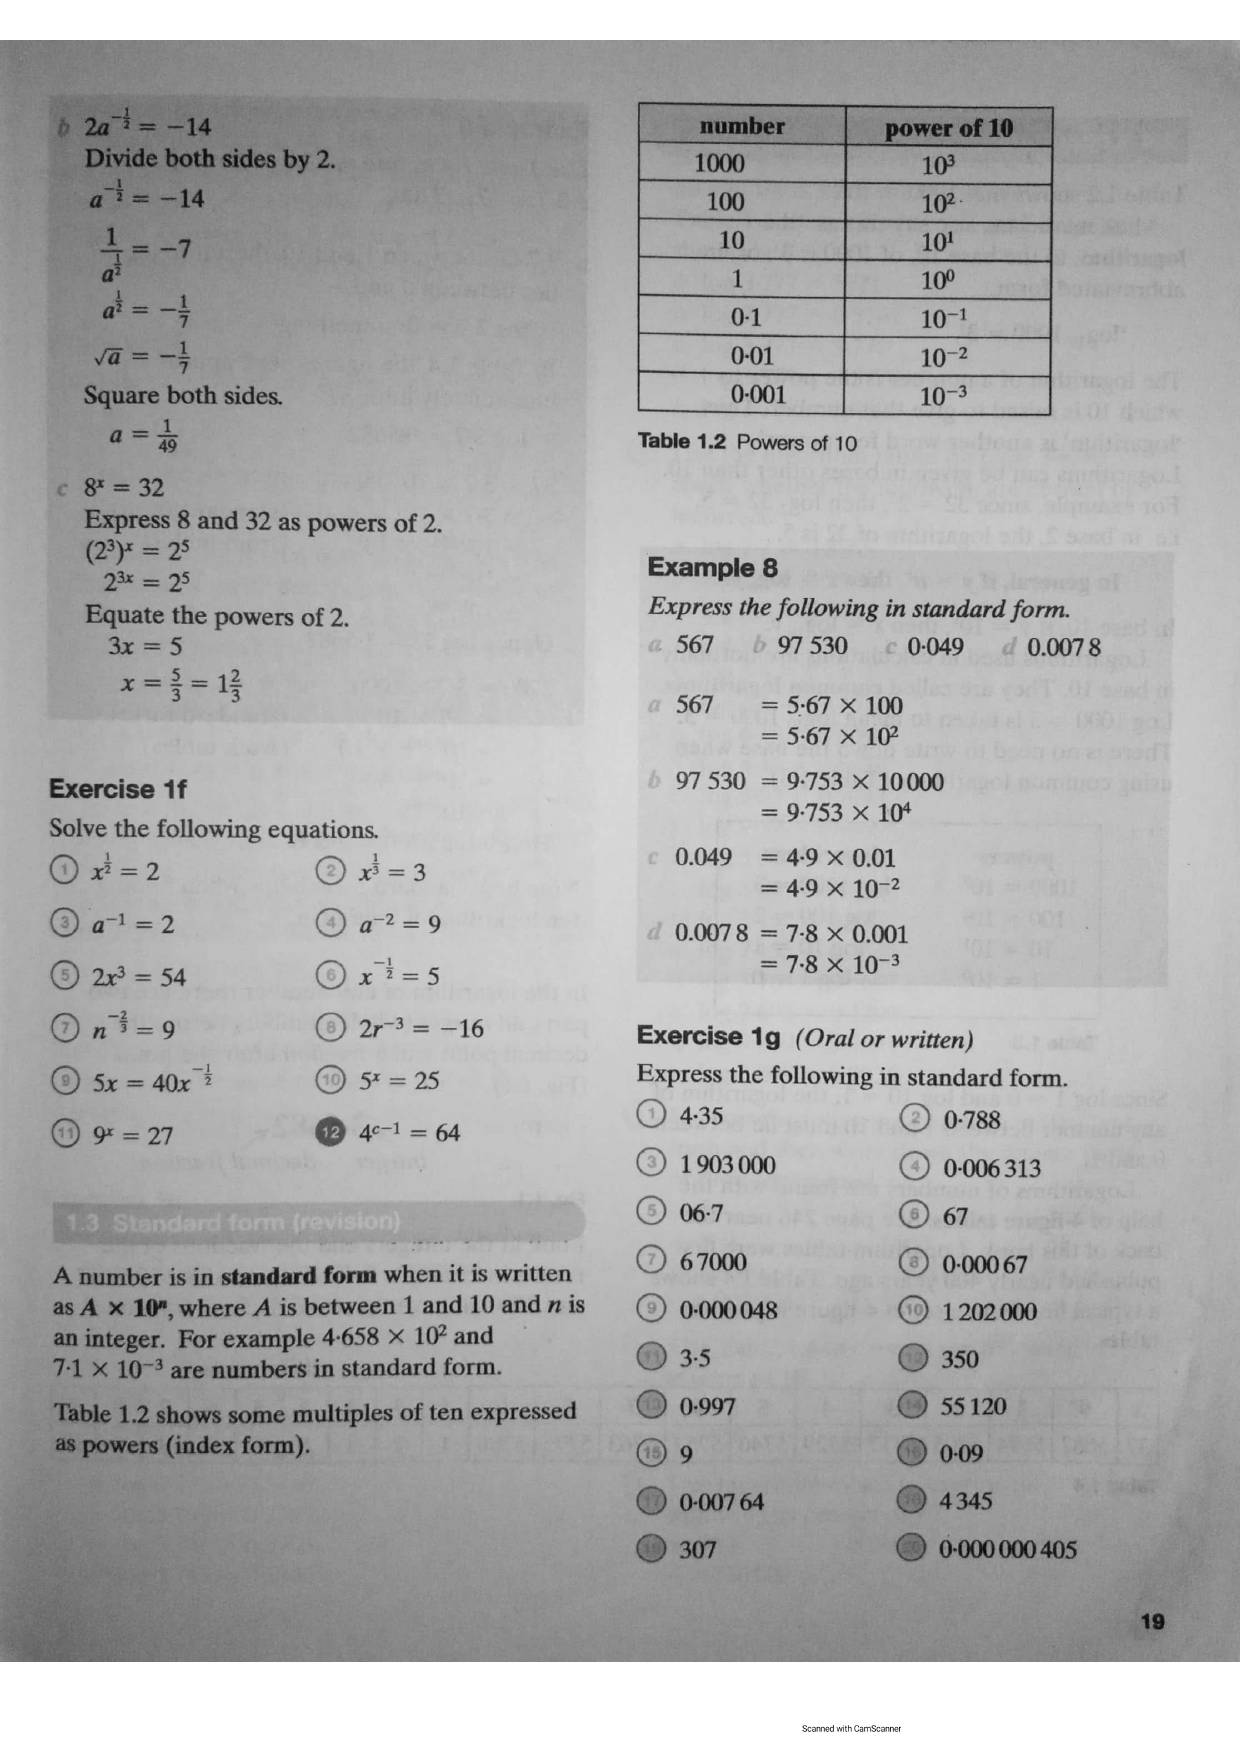 b 2a^{-1/2} = −14
Divide both sides by 2.
a^{-1/2} = −14
1/a^{1/2} = −7
a^{1/2} = −1/7
√a = −1/7
Square both sides.
a = 1/49
c 8^x = 32
Express 8 and 32 as powers of 2.
(2³)^x = 2⁵
2^{3x} = 2⁵
Equate the powers of 2.
3x = 5
x = 5/3 = 1 2/3
Exercise 1f
Solve the following equations.
1 x^{1/2} = 2
2 x^{1/3} = 3
3 a⁻¹ = 2
4 a⁻² = 9
5 2x³ = 54
6 x^{-1/2} = 5
7 n^{-2/3} = 9
8 2r⁻³ = −16
9 5x = 40x^{-1/2}
10 5^x = 25
11 9^x = 27
12 4^{c−1} = 64
1.3 Standard form (revision)
A number is in standard form when it is written
as A × 10ⁿ, where A is between 1 and 10 and n is
an integer. For example 4·658 × 10² and
7·1 × 10⁻³ are numbers in standard form.
Table 1.2 shows some multiples of ten expressed
as powers (index form).
number power of 10
1000 10³
100 10²
10 10¹
1 10⁰
0·1 10⁻¹
0·01 10⁻²
0·001 10⁻³
Table 1.2 Powers of 10
Example 8
Express the following in standard form.
a 567 b 97 530 c 0·049 d 0.007 8
a 567 = 5·67 × 100
= 5·67 × 10²
b 97 530 = 9·753 × 10 000
= 9·753 × 10⁴
c 0.049 = 4·9 × 0.01
= 4·9 × 10⁻²
d 0.007 8 = 7·8 × 0.001
= 7·8 × 10⁻³
Exercise 1g (Oral or written)
Express the following in standard form.
1 4·35
2 0·788
3 1 903 000
4 0·006 313
5 06·7
6 67
7 6 7000
8 0·000 67
9 0·000 048
10 1 202 000
11 3·5
12 350
13 0·997
14 55 120
15 9
16 0·09
17 0·007 64
18 4 345
19 307
20 0·000 000 405
19
Scanned with CamScanner